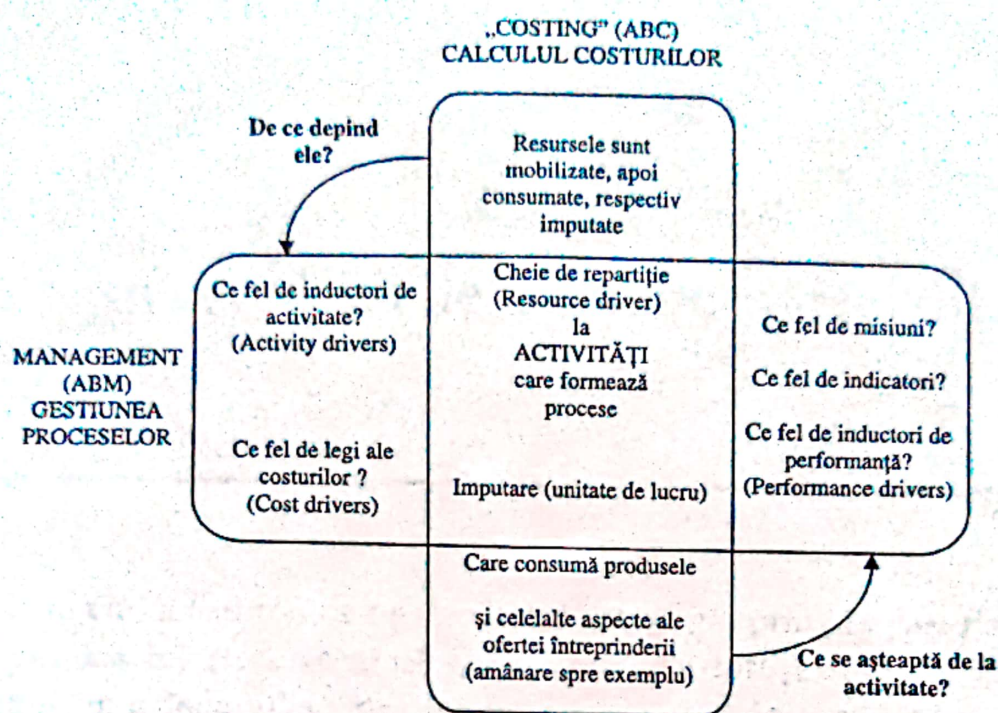 „COSTING” (ABC)
CALCULUL COSTURILOR
De ce depind
ele?
Resursele sunt
mobilizate, apoi
consumate, respectiv
imputate
MANAGEMENT
(ABM)
GESTIUNEA
PROCESELOR
Ce fel de inductori de
activitate?
(Activity drivers)
Ce fel de legi ale
costurilor ?
(Cost drivers)
Cheie de repartiție
(Resource driver)
la
ACTIVITĂȚI
care formează
procese
Imputare (unitate de lucru)
Ce fel de misiuni?
Ce fel de indicatori?
Ce fel de inductori de
performanță?
(Performance drivers)
Care consumă produsele
și celelalte aspecte ale
ofertei întreprinderii
(amânare spre exemplu)
Ce se așteaptă de la
activitate?